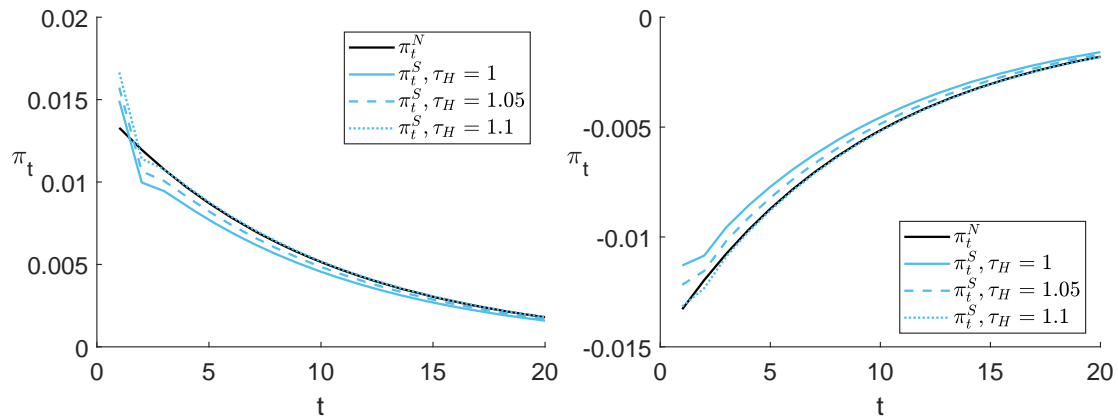 0.02
0.015
0.01
0.005
0
π_t
0 5 10 15 20
t
π_t^N
π_t^S, τ_H = 1
π_t^S, τ_H = 1.05
π_t^S, τ_H = 1.1
0
-0.005
-0.01
-0.015
π_t
0 5 10 15 20
t
π_t^N
π_t^S, τ_H = 1
π_t^S, τ_H = 1.05
π_t^S, τ_H = 1.1